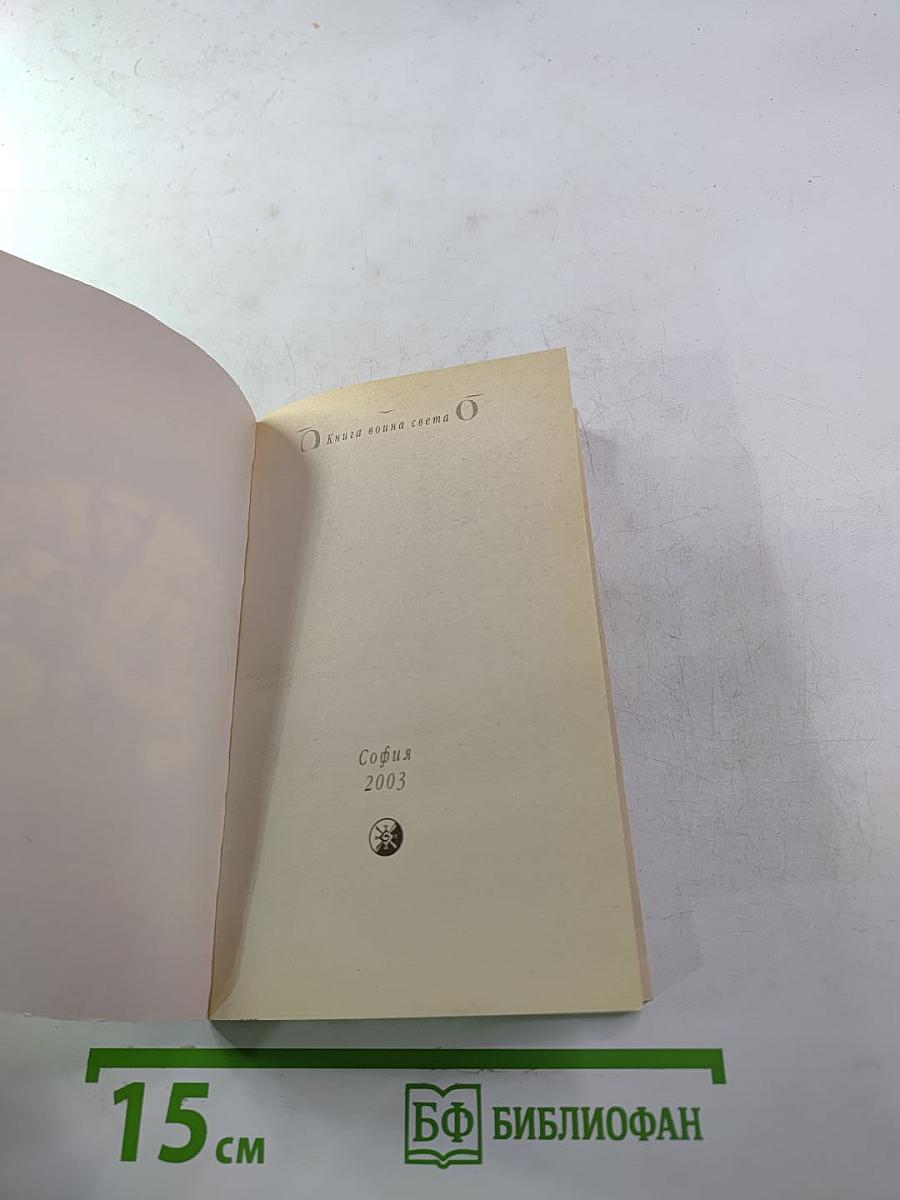 Книга воина света
София
2003
15 см
БФ БИБЛИОФАН